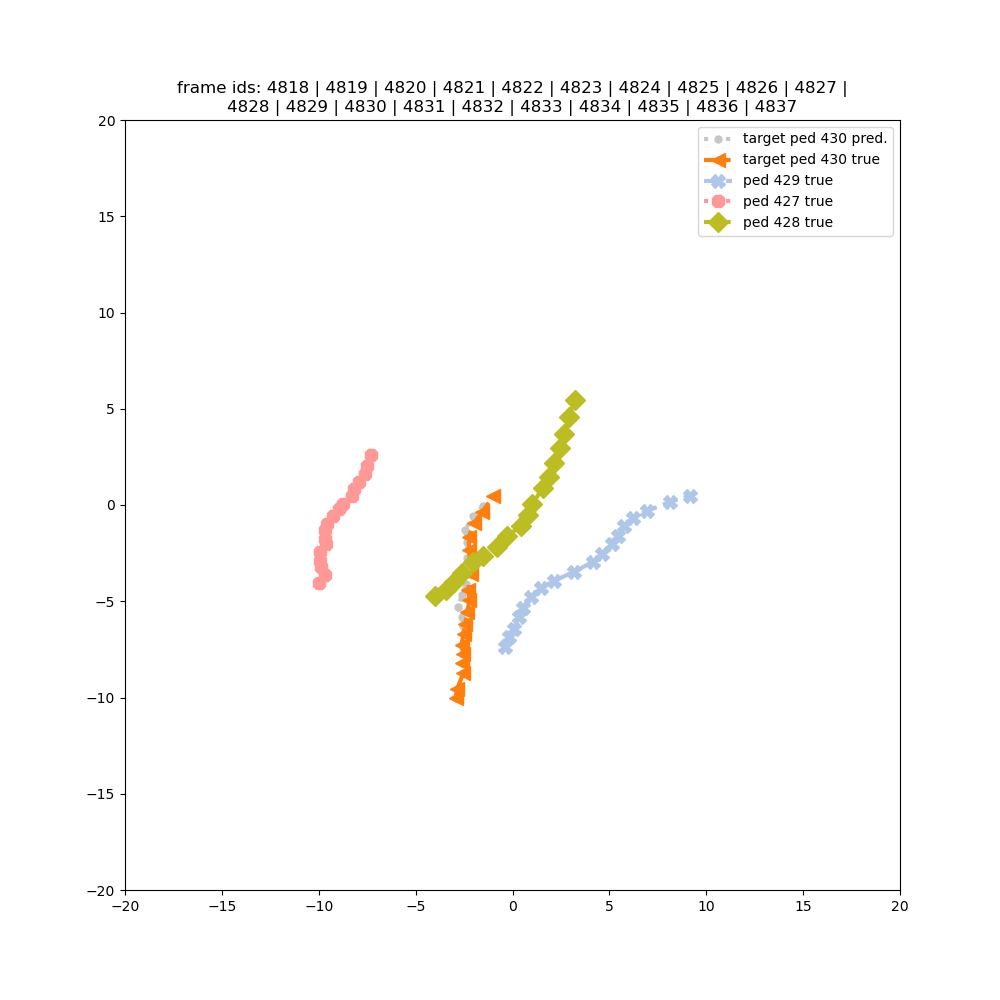 frame ids: 4818 | 4819 | 4820 | 4821 | 4822 | 4823 | 4824 | 4825 | 4826 | 4827 |
4828 | 4829 | 4830 | 4831 | 4832 | 4833 | 4834 | 4835 | 4836 | 4837
target ped 430 pred.
target ped 430 true
ped 429 true
ped 427 true
ped 428 true
20
15
10
5
0
−5
−10
−15
−20
−20 −15 −10 −5 0 5 10 15 20